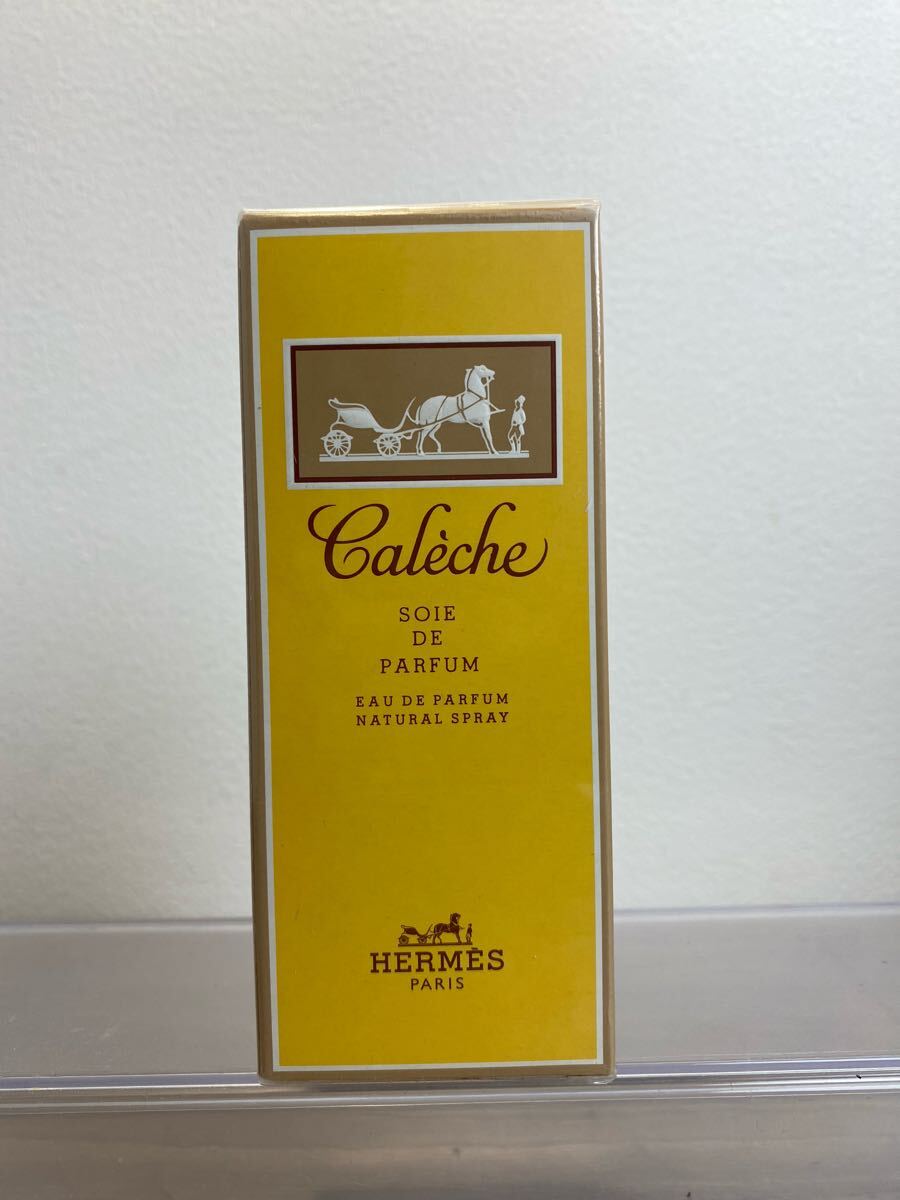 Calèche
SOIE
DE
PARFUM
EAU DE PARFUM
NATURAL SPRAY
HERMÈS
PARIS